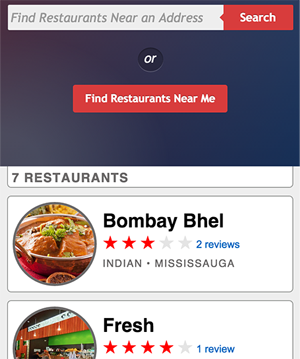 Find Restaurants Near an Address Search
or
Find Restaurants Near Me
7 RESTAURANTS
Bombay Bhel
2 reviews
INDIAN • MISSISSAUGA
Fresh
1 review